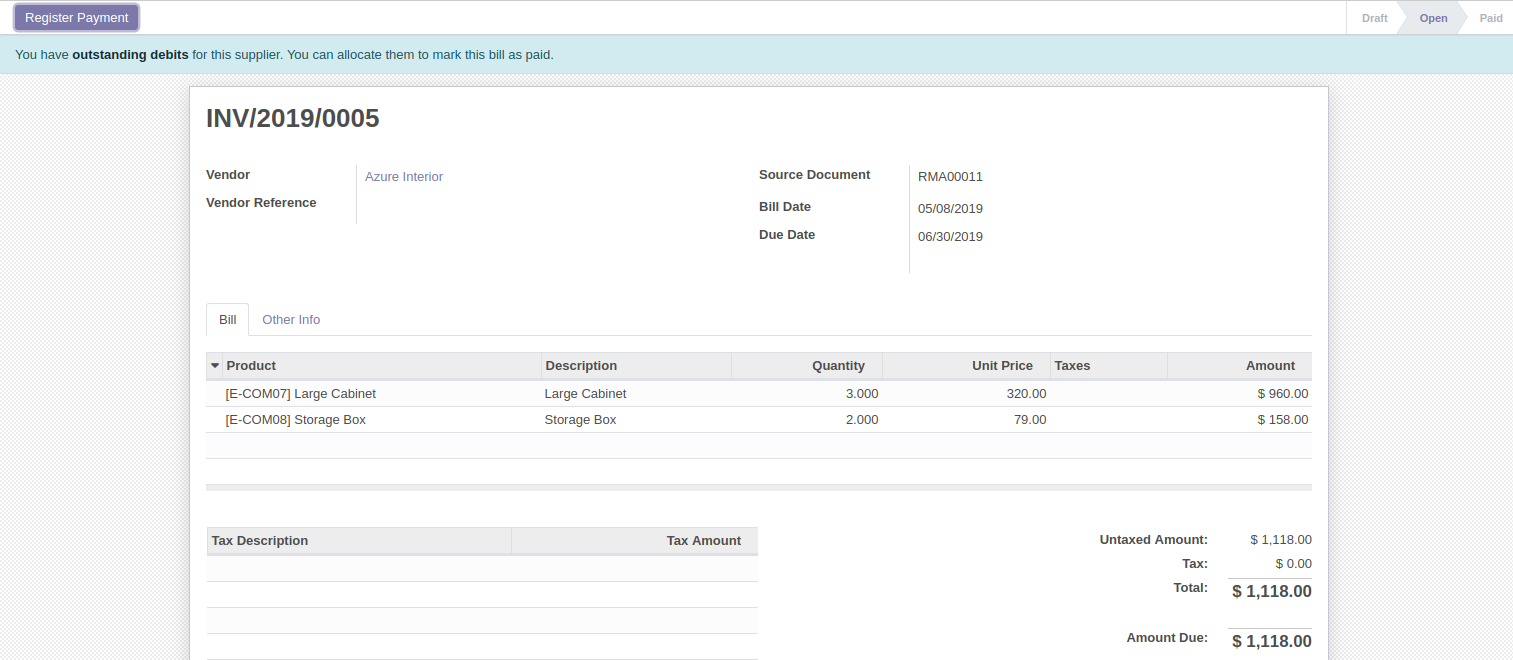 Register Payment Draft Open Paid
You have outstanding debits for this supplier. You can allocate them to mark this bill as paid.
INV/2019/0005
Vendor Azure Interior Source Document RMA00011
Vendor Reference Bill Date 05/08/2019
Due Date 06/30/2019
Bill Other Info
Product Description Quantity Unit Price Taxes Amount
[E-COM07] Large Cabinet Large Cabinet 3.000 320.00 $ 960.00
[E-COM08] Storage Box Storage Box 2.000 79.00 $ 158.00
Tax Description Tax Amount Untaxed Amount: $ 1,118.00
Tax: $ 0.00
Total: $ 1,118.00
Amount Due: $ 1,118.00